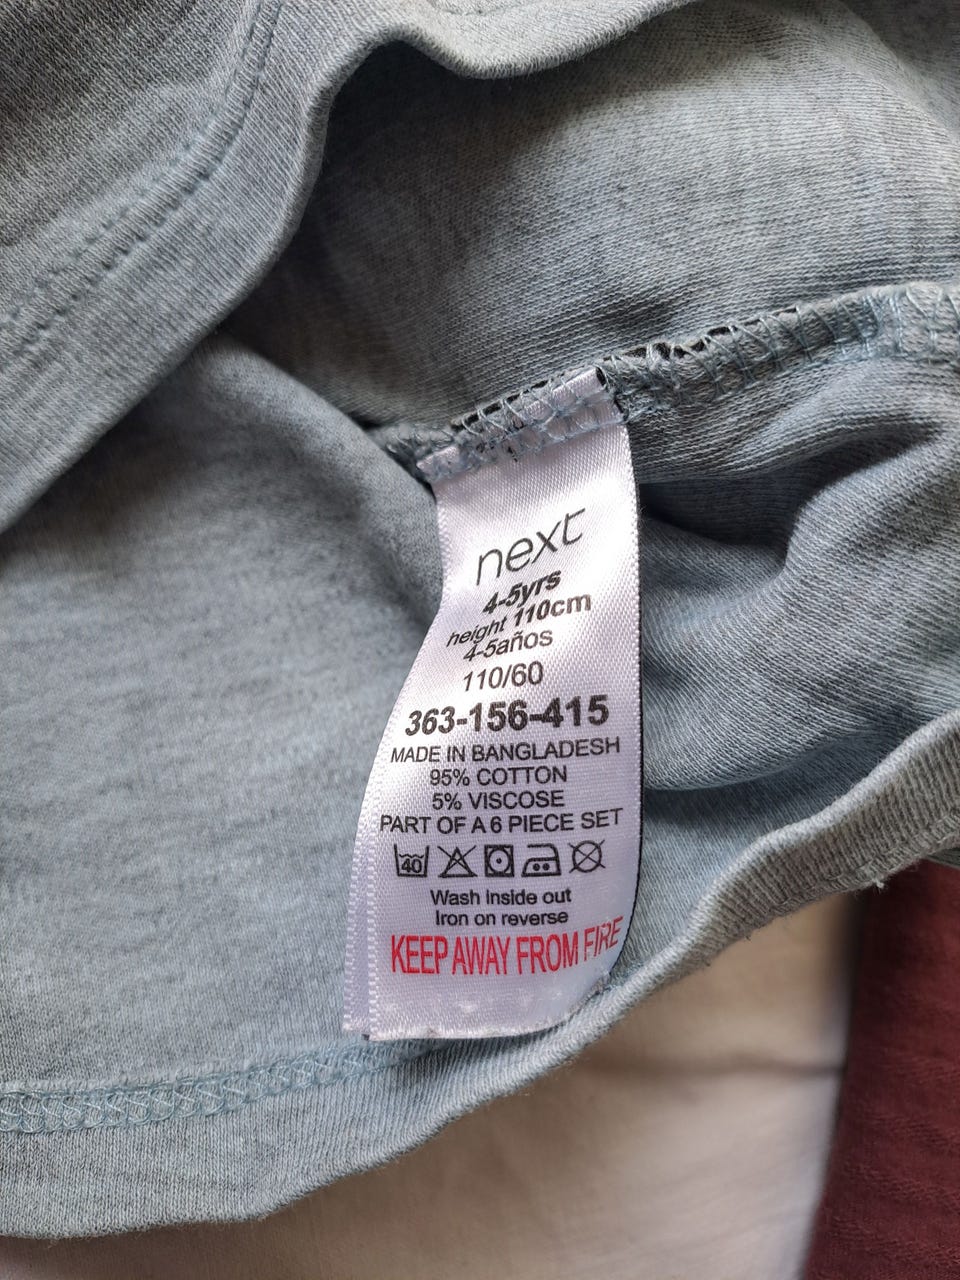 next
4-5yrs
height 110cm
4-5años
110/60
363-156-415
MADE IN BANGLADESH
95% COTTON
5% VISCOSE
PART OF A 6 PIECE SET
40
Wash inside out
Iron on reverse
KEEP AWAY FROM FIRE